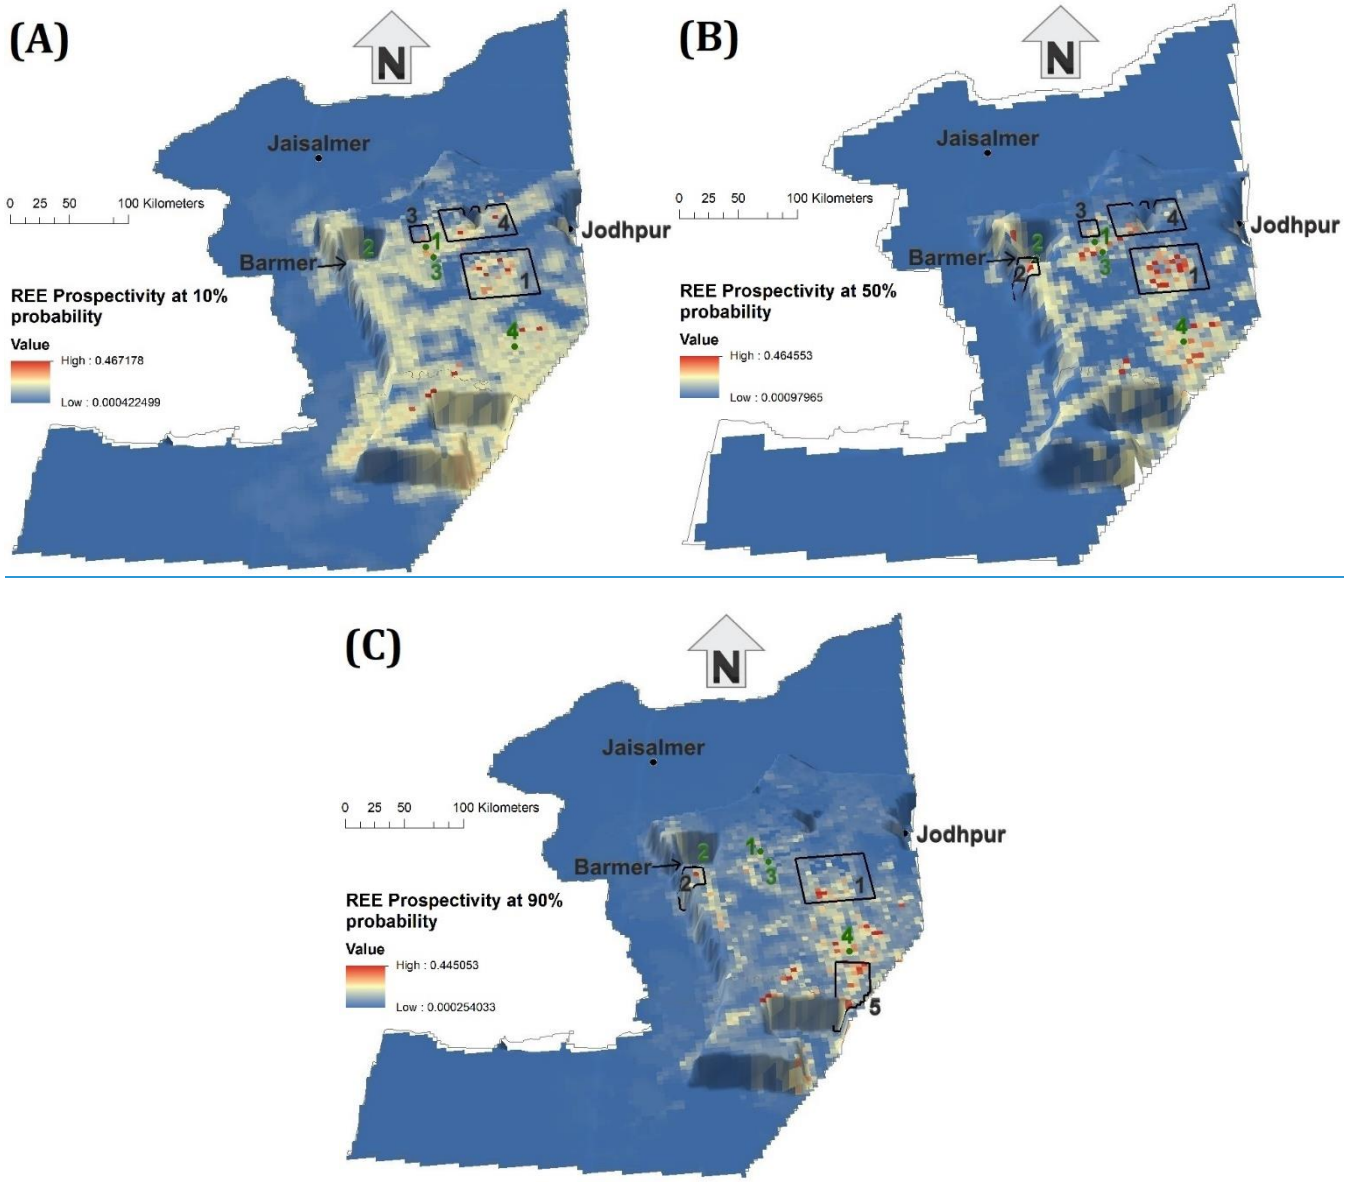 (A)
N
Jaisalmer
0 25 50 100 Kilometers
3
4
1
2
Jodhpur
Barmer
3
1
REE Prospectivity at 10%
probability
Value
High : 0.467178
Low : 0.000422499
4
(B)
N
Jaisalmer
0 25 50 100 Kilometers
3
4
1
2
Jodhpur
Barmer
3
2
1
REE Prospectivity at 50%
probability
Value
High : 0.464553
Low : 0.00097965
4
(C)
N
Jaisalmer
0 25 50 100 Kilometers
Jodhpur
1
2
Barmer
3
2
1
REE Prospectivity at 90%
probability
Value
High : 0.445053
Low : 0.000254033
4
5